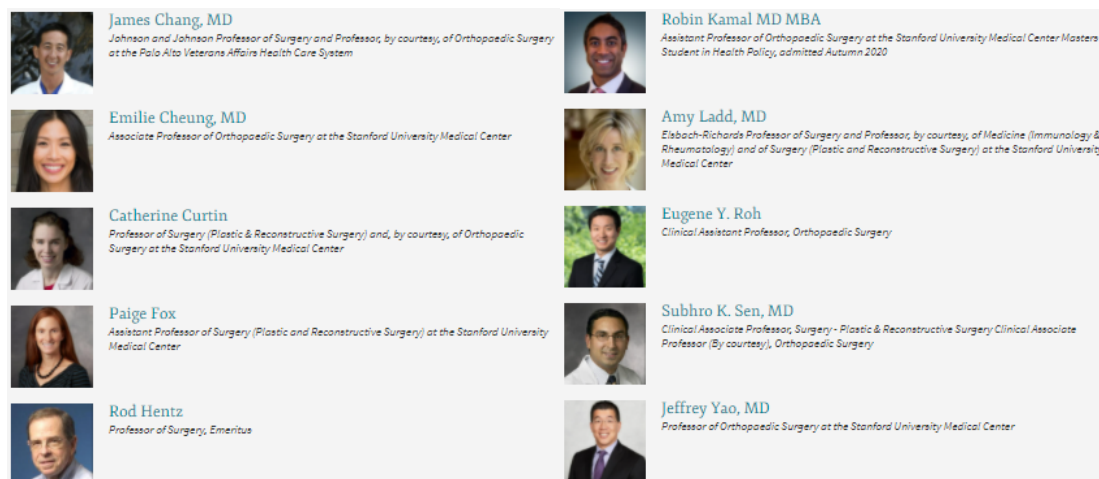 James Chang, MD
Johnson and Johnson Professor of Surgery and Professor, by courtesy, of Orthopaedic Surgery
at the Palo Alto Veterans Affairs Health Care System
Emilie Cheung, MD
Associate Professor of Orthopaedic Surgery at the Stanford University Medical Center
Catherine Curtin
Professor of Surgery (Plastic & Reconstructive Surgery) and, by courtesy, of Orthopaedic
Surgery at the Stanford University Medical Center
Paige Fox
Assistant Professor of Surgery (Plastic and Reconstructive Surgery) at the Stanford University
Medical Center
Rod Hentz
Professor of Surgery, Emeritus
Robin Kamal MD MBA
Assistant Professor of Orthopaedic Surgery at the Stanford University Medical Center Masters
Student in Health Policy, admitted Autumn 2020
Amy Ladd, MD
Elsbach-Richards Professor of Surgery and Professor, by courtesy, of Medicine (Immunology &
Rheumatology) and of Surgery (Plastic and Reconstructive Surgery) at the Stanford University
Medical Center
Eugene Y. Roh
Clinical Assistant Professor, Orthopaedic Surgery
Subhro K. Sen, MD
Clinical Associate Professor, Surgery - Plastic & Reconstructive Surgery Clinical Associate
Professor (By courtesy), Orthopaedic Surgery
Jeffrey Yao, MD
Professor of Orthopaedic Surgery at the Stanford University Medical Center